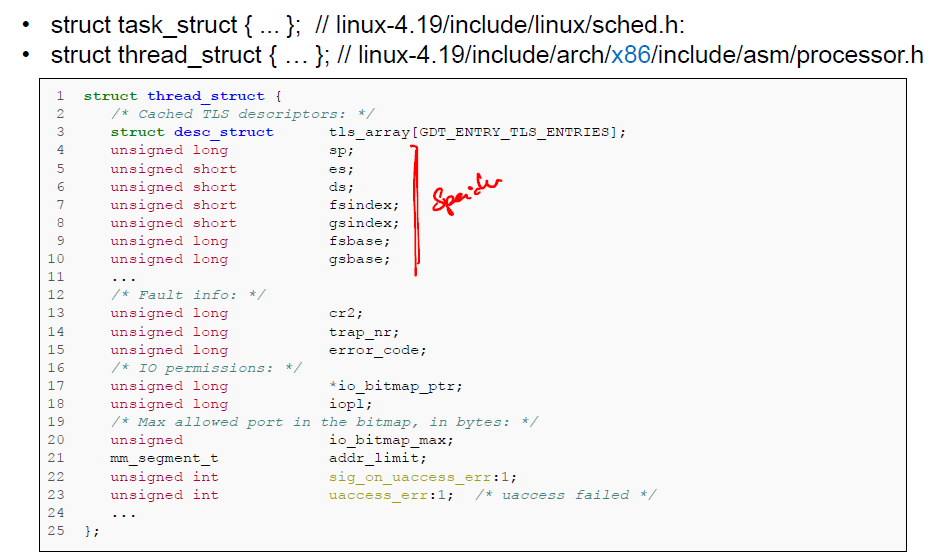 • struct task_struct { ... };  // linux-4.19/include/linux/sched.h:
• struct thread_struct { … }; // linux-4.19/include/arch/x86/include/asm/processor.h
1 struct thread_struct {
2 /* Cached TLS descriptors: */
3 struct desc_struct tls_array[GDT_ENTRY_TLS_ENTRIES];
4 unsigned long sp;
5 unsigned short es;
6 unsigned short ds;
7 unsigned short fsindex;
8 unsigned short gsindex;
9 unsigned long fsbase;
10 unsigned long gsbase;
11 ...
12 /* Fault info: */
13 unsigned long cr2;
14 unsigned long trap_nr;
15 unsigned long error_code;
16 /* IO permissions: */
17 unsigned long *io_bitmap_ptr;
18 unsigned long iopl;
19 /* Max allowed port in the bitmap, in bytes: */
20 unsigned io_bitmap_max;
21 mm_segment_t addr_limit;
22 unsigned int sig_on_uaccess_err:1;
23 unsigned int uaccess_err:1; /* uaccess failed */
24 ...
25 };